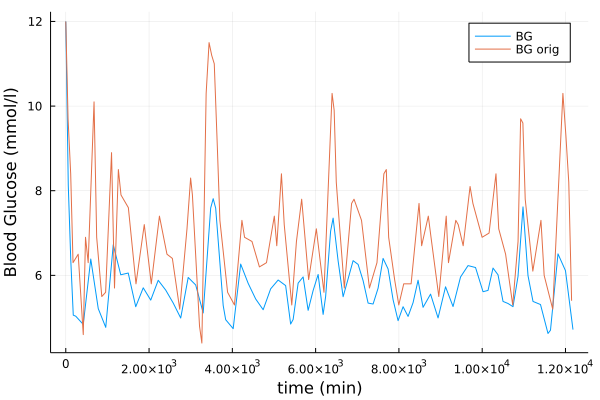 BG
BG orig
Blood Glucose (mmol/l)
12
10
8
6
0
2.00×10³
4.00×10³
6.00×10³
8.00×10³
1.00×10⁴
1.20×10⁴
time (min)